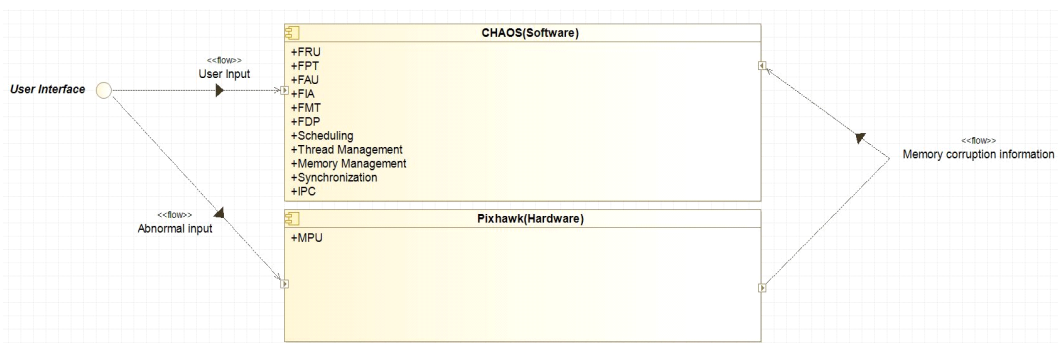 CHAOS(Software)
+FRU
+FPT
+FAU
+FIA
+FMT
+FDP
+Scheduling
+Thread Management
+Memory Management
+Synchronization
+IPC
User Interface
<<flow>>
User Input
<<flow>>
Memory corruption information
<<flow>>
Abnormal input
Pixhawk(Hardware)
+MPU